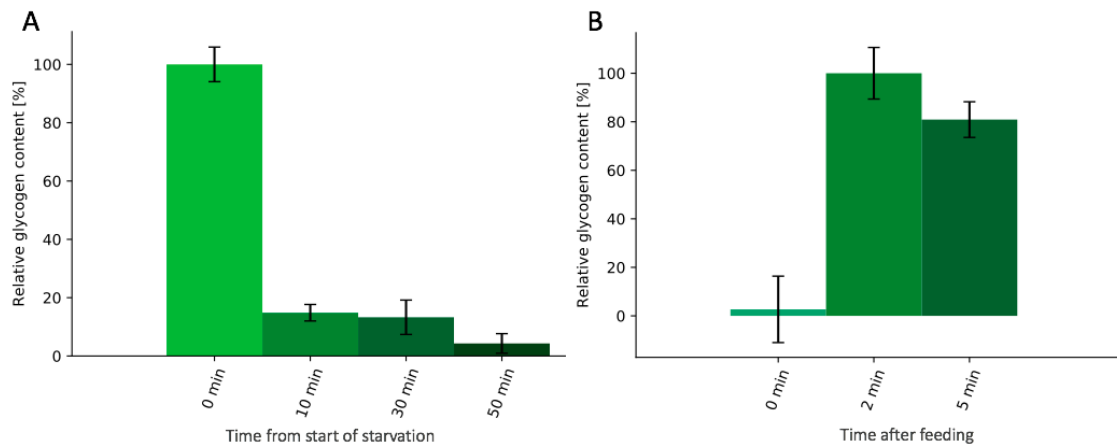 A
Relative glycogen content [%]
100
80
60
40
20
0
0 min
10 min
30 min
50 min
Time from start of starvation
B
Relative glycogen content [%]
100
80
60
40
20
0
0 min
2 min
5 min
Time after feeding